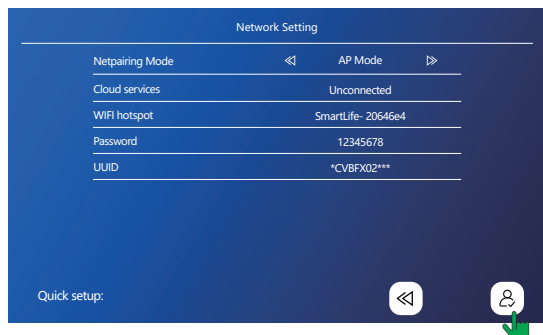 Network Setting
Netpairing Mode AP Mode
Cloud services Unconnected
WIFI hotspot SmartLife- 20646e4
Password 12345678
UUID *CVBFX02***
Quick setup: